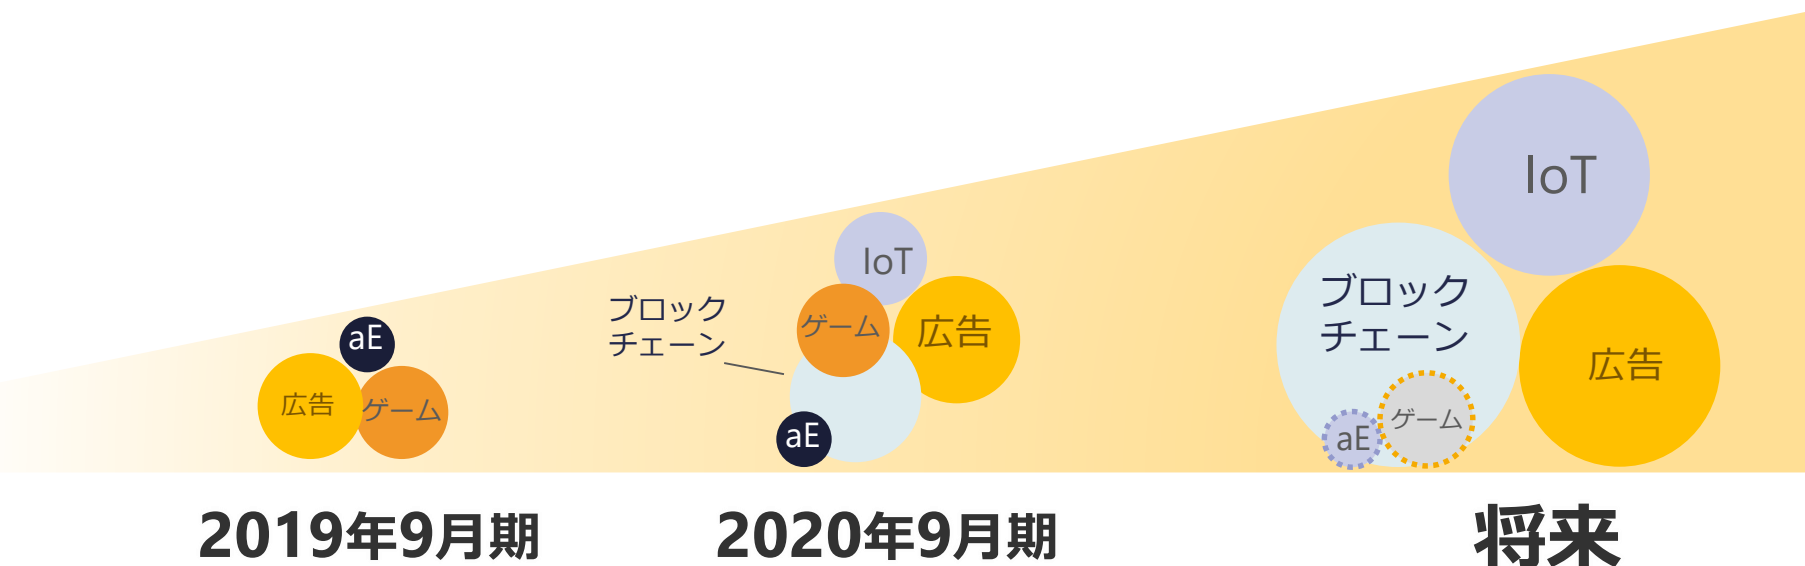 aE
広告
ゲーム
IoT
ゲーム
広告
ブロック
チェーン
aE
IoT
ブロック
チェーン
広告
ゲーム
aE
2019年9月期
2020年9月期
将来